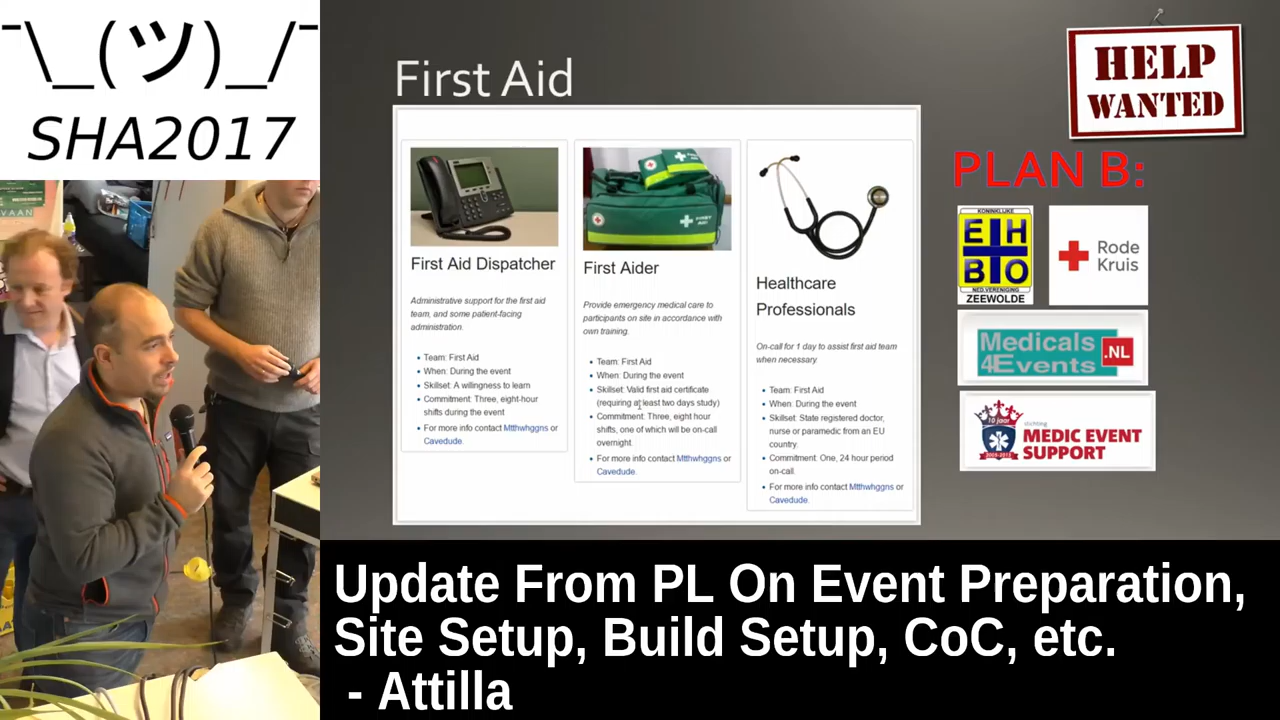 ¯\_(ツ)_/¯
SHA2017
First Aid
HELP
WANTED
First Aid Dispatcher
Administrative support for the first aid
team, and some patient-facing
administration.
Team: First Aid
When: During the event
Skillset: A willingness to learn
Commitment: Three, eight-hour
shifts during the event
For more info contact Mtthwhggns or
Cavedude.
First Aider
Provide emergency medical care to
participants on site in accordance with
own training.
Team: First Aid
When: During the event
Skillset: Valid first aid certificate
(requiring at least two days study)
Commitment: Three, eight hour
shifts, one of which will be on-call
overnight.
For more info contact Mtthwhggns or
Cavedude.
Healthcare
Professionals
On-call for 1 day to assist first aid team
when necessary
Team: First Aid
When: During the event
Skillset: State registered doctor,
nurse or paramedic from an EU
country.
Commitment: One, 24 hour period
on-call.
For more info contact Mtthwhggns or
Cavedude.
PLAN B:
KONINKLIJKE
EH
BO
NED.VERENIGING
ZEEWOLDE
Rode
Kruis
Medicals
4Events
.NL
stichting
10 jaar
MEDIC EVENT
SUPPORT
Update From PL On Event Preparation,
Site Setup, Build Setup, CoC, etc.
- Attilla